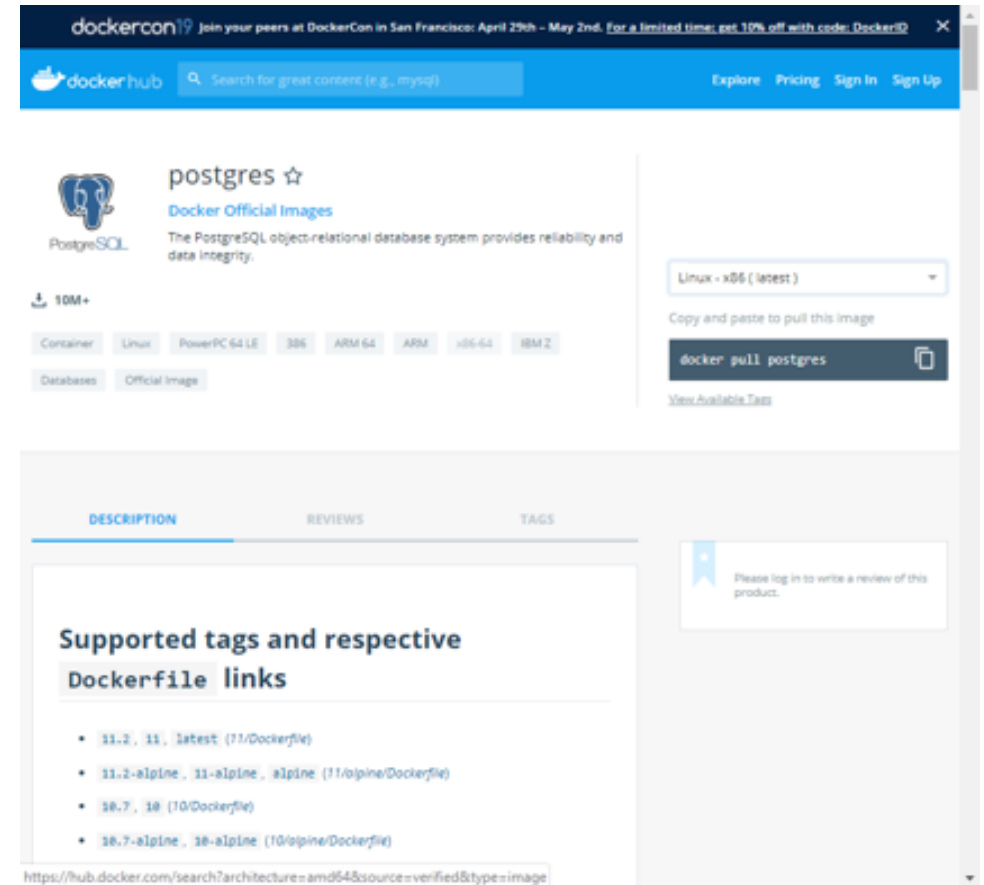 dockercon19 Join your peers at DockerCon in San Francisco: April 29th – May 2nd. For a limited time: get 10% off with code: DockerID
dockerhub Search for great content (e.g., mysql) Explore Pricing Sign In Sign Up
postgres
Docker Official Images
PostgreSQL
The PostgreSQL object-relational database system provides reliability and
data integrity.
10M+
Container Linux PowerPC 64 LE 386 ARM 64 ARM x86-64 IBM Z
Databases Official Image
Linux - x86 ( latest )
Copy and paste to pull this image
docker pull postgres
View Available Tags
DESCRIPTION REVIEWS TAGS
Please log in to write a review of this
product.
Supported tags and respective
Dockerfile links
• 11.2, 11, latest (11/Dockerfile)
• 11.2-alpine, 11-alpine, alpine (11/alpine/Dockerfile)
• 10.7, 10 (10/Dockerfile)
• 10.7-alpine, 10-alpine (10/alpine/Dockerfile)
https://hub.docker.com/search?architecture=amd64&source=verified&type=image